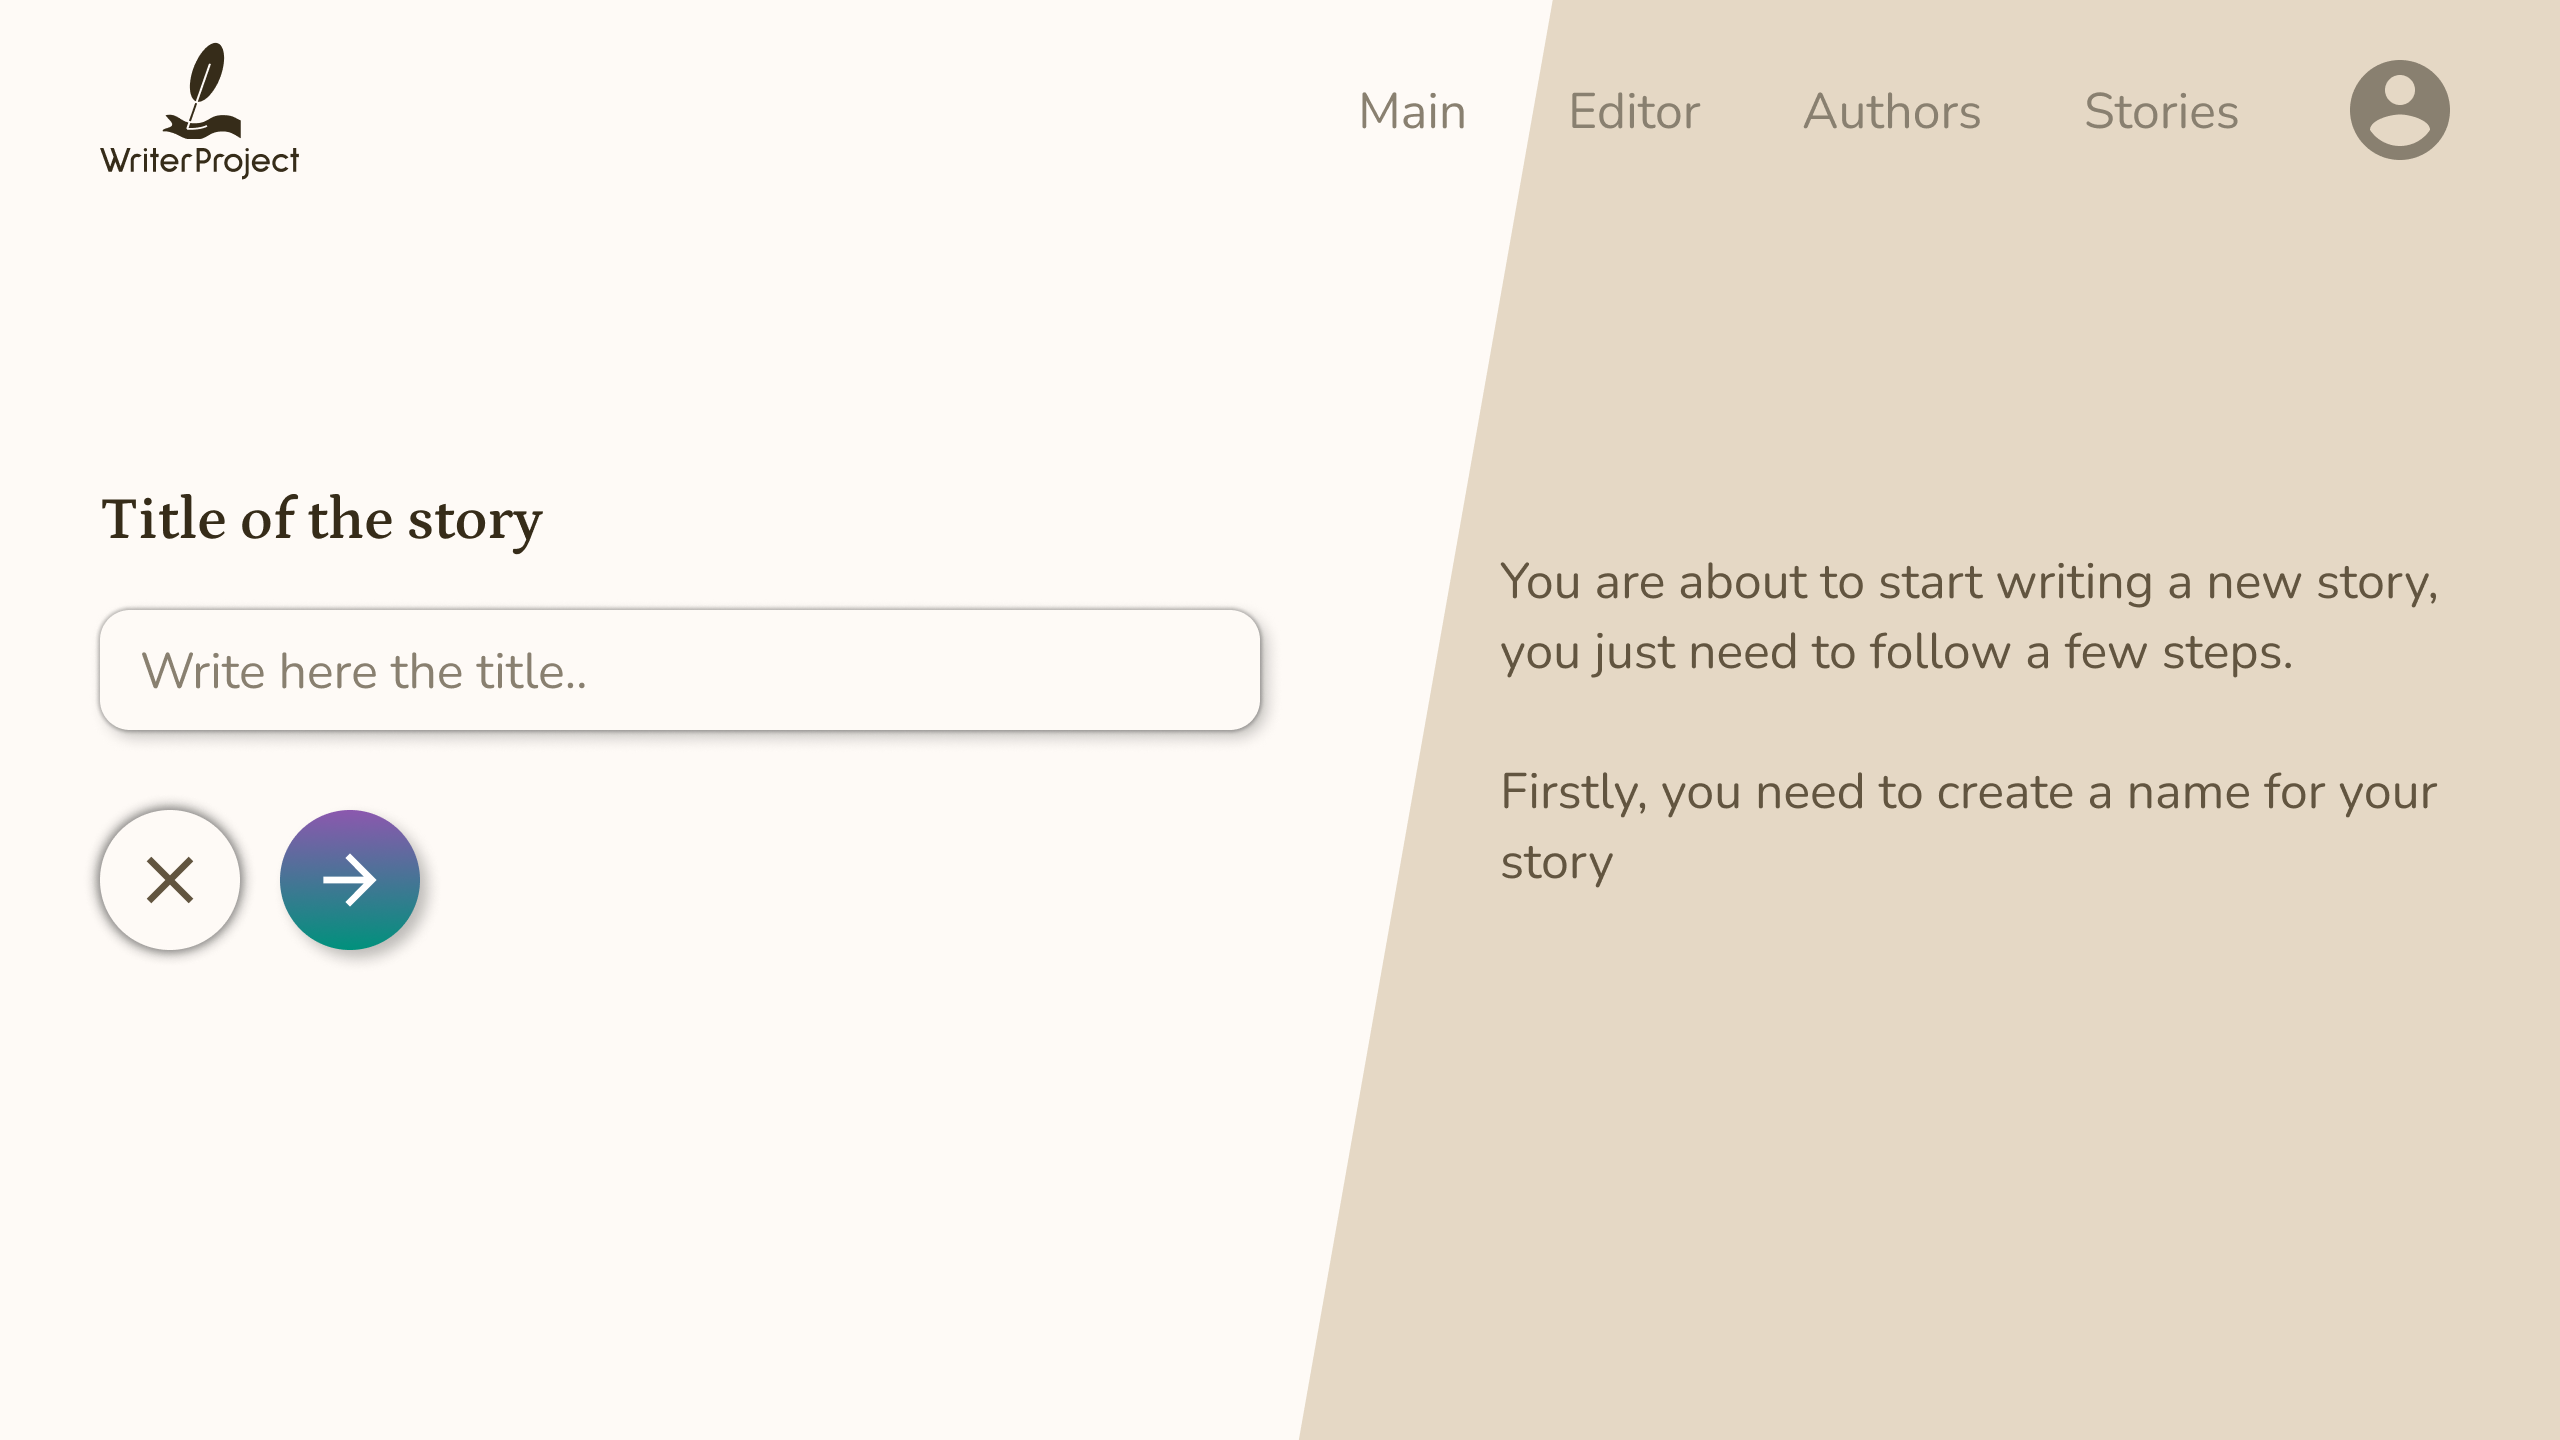 WriterProject
Main
Editor
Authors
Stories
Title of the story
Write here the title..
You are about to start writing a new story,
you just need to follow a few steps.
Firstly, you need to create a name for your
story